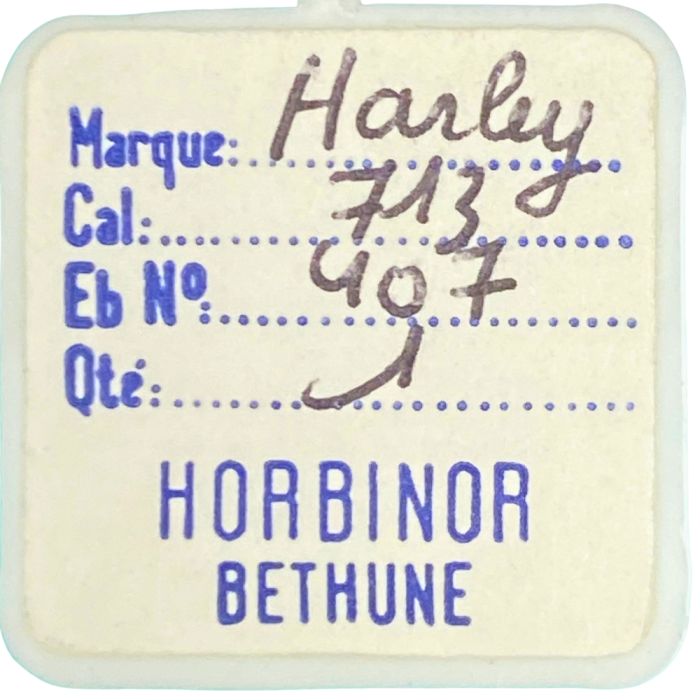 Marque: Harley
Cal: 713
Eb Nº: 407
Qté: 1
HORBINOR
BETHUNE